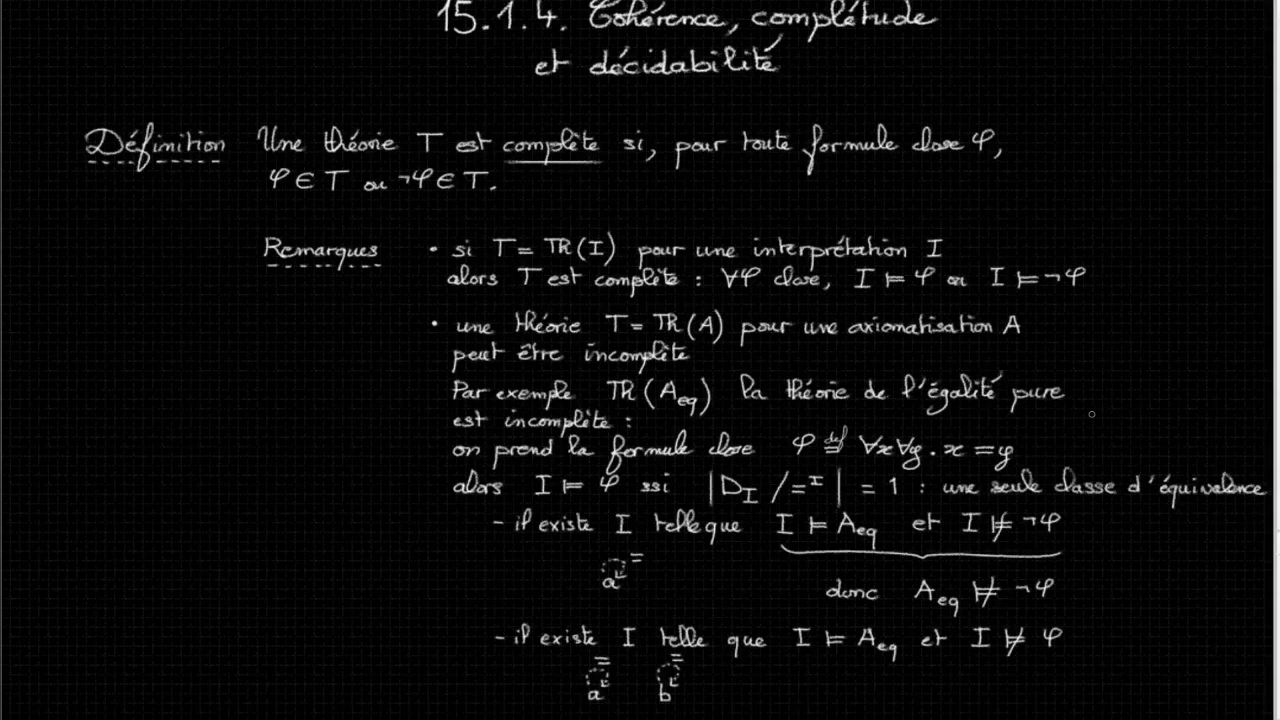 15.1.4. Cohérence, complétude
et décidabilité
Définition Une théorie T est complète si, pour toute formule close φ,
φ ∈ T ou ¬φ ∈ T.
Remarques • si T = Th(I) pour une interprétation I
alors T est complète : ∀φ close, I ⊨ φ ou I ⊨ ¬φ
• une théorie T = Th(A) pour une axiomatisation A
peut être incomplète
Par exemple Th(A_eq) la théorie de l'égalité pure
est incomplète :
on prend la formule close φ ≝ ∀x∀y. x = y
alors I ⊨ φ ssi |D_I / =^I| = 1 : une seule classe d'équivalence
- il existe I telle que I ⊨ A_eq et I ⊭ ¬φ
=
a
donc A_eq ⊭ ¬φ
- il existe I telle que I ⊨ A_eq et I ⊭ φ
= =
a b